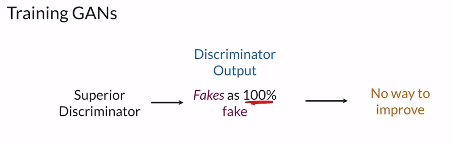 Training GANs
Discriminator
Output
Superior
Discriminator
Fakes as 100%
fake
No way to
improve